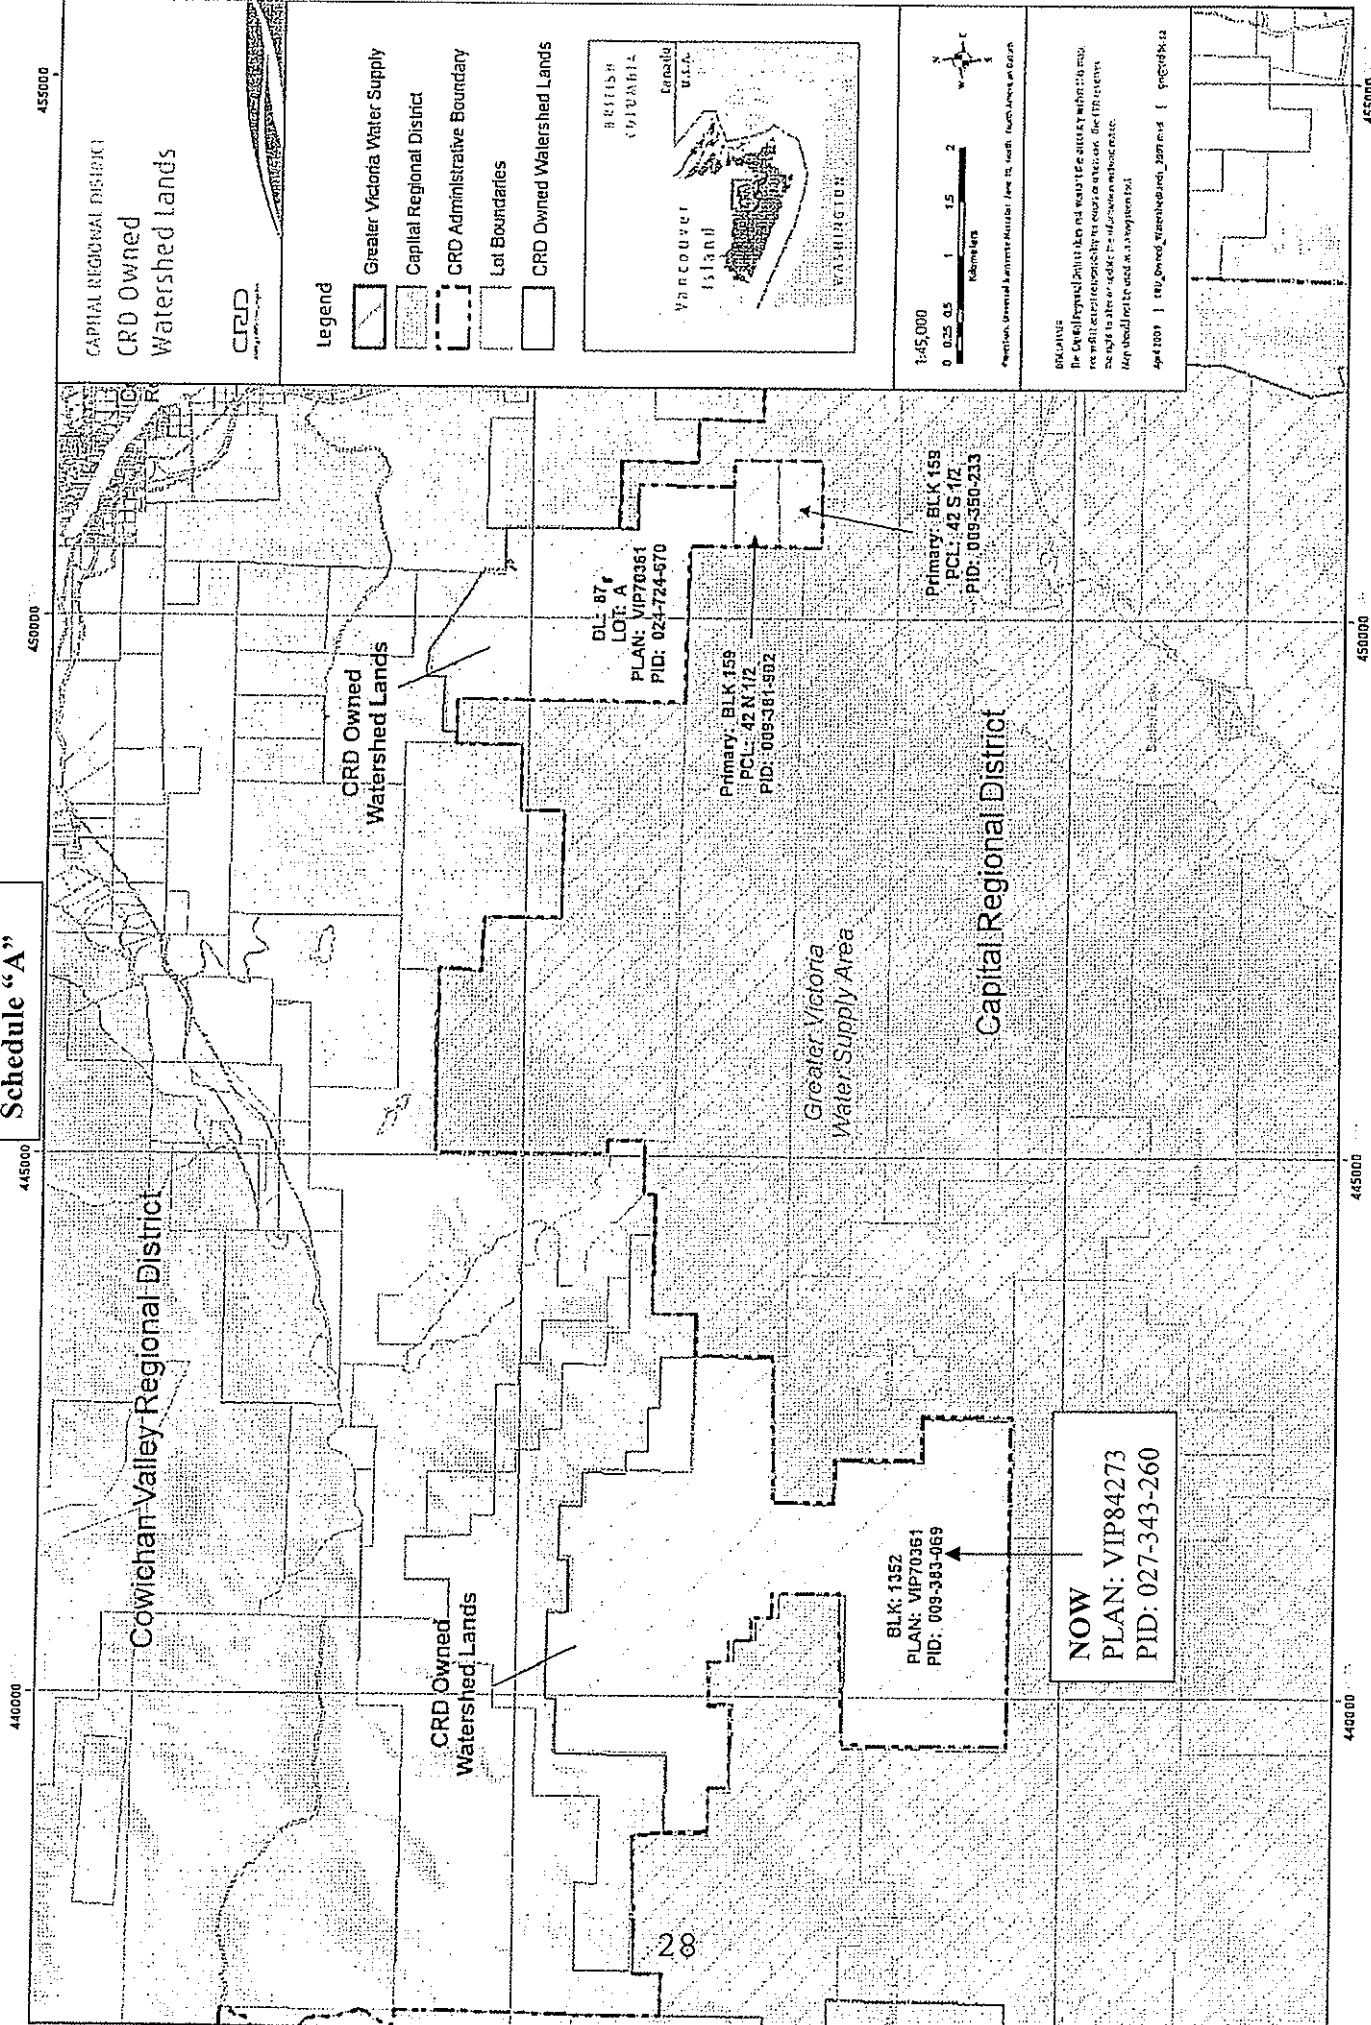 Schedule "A"
440000
445000
450000
455000
CAPITAL REGIONAL DISTRICT
CRD Owned
Watershed Lands
CRD
Legend
Greater Victoria Water Supply
Capital Regional District
CRD Administrative Boundary
Lot Boundaries
CRD Owned Watershed Lands
BRITISH
COLUMBIA
Canada
U.S.A.
Vancouver
Island
WASHINGTON
1:45,000
0 0.25 0.5 1 1.5 2
Kilometers
N
W
E
S
DISCLAIMER
Cowichan Valley Regional District
CRD Owned
Watershed Lands
CRD Owned
Watershed Lands
DL: 87,
LOT: A
PLAN: VIP70361
PID: 024-724-670
Primary: BLK 159
PCL: 42 N 1/2
PID: 009-381-992
Primary: BLK 159
PCL: 42 S 1/2
PID: 009-350-233
Greater Victoria
Water Supply Area
Capital Regional District
BLK: 1352
PLAN: VIP70361
PID: 009-383-069
NOW
PLAN: VIP84273
PID: 027-343-260
28
440000
445000
450000
455000